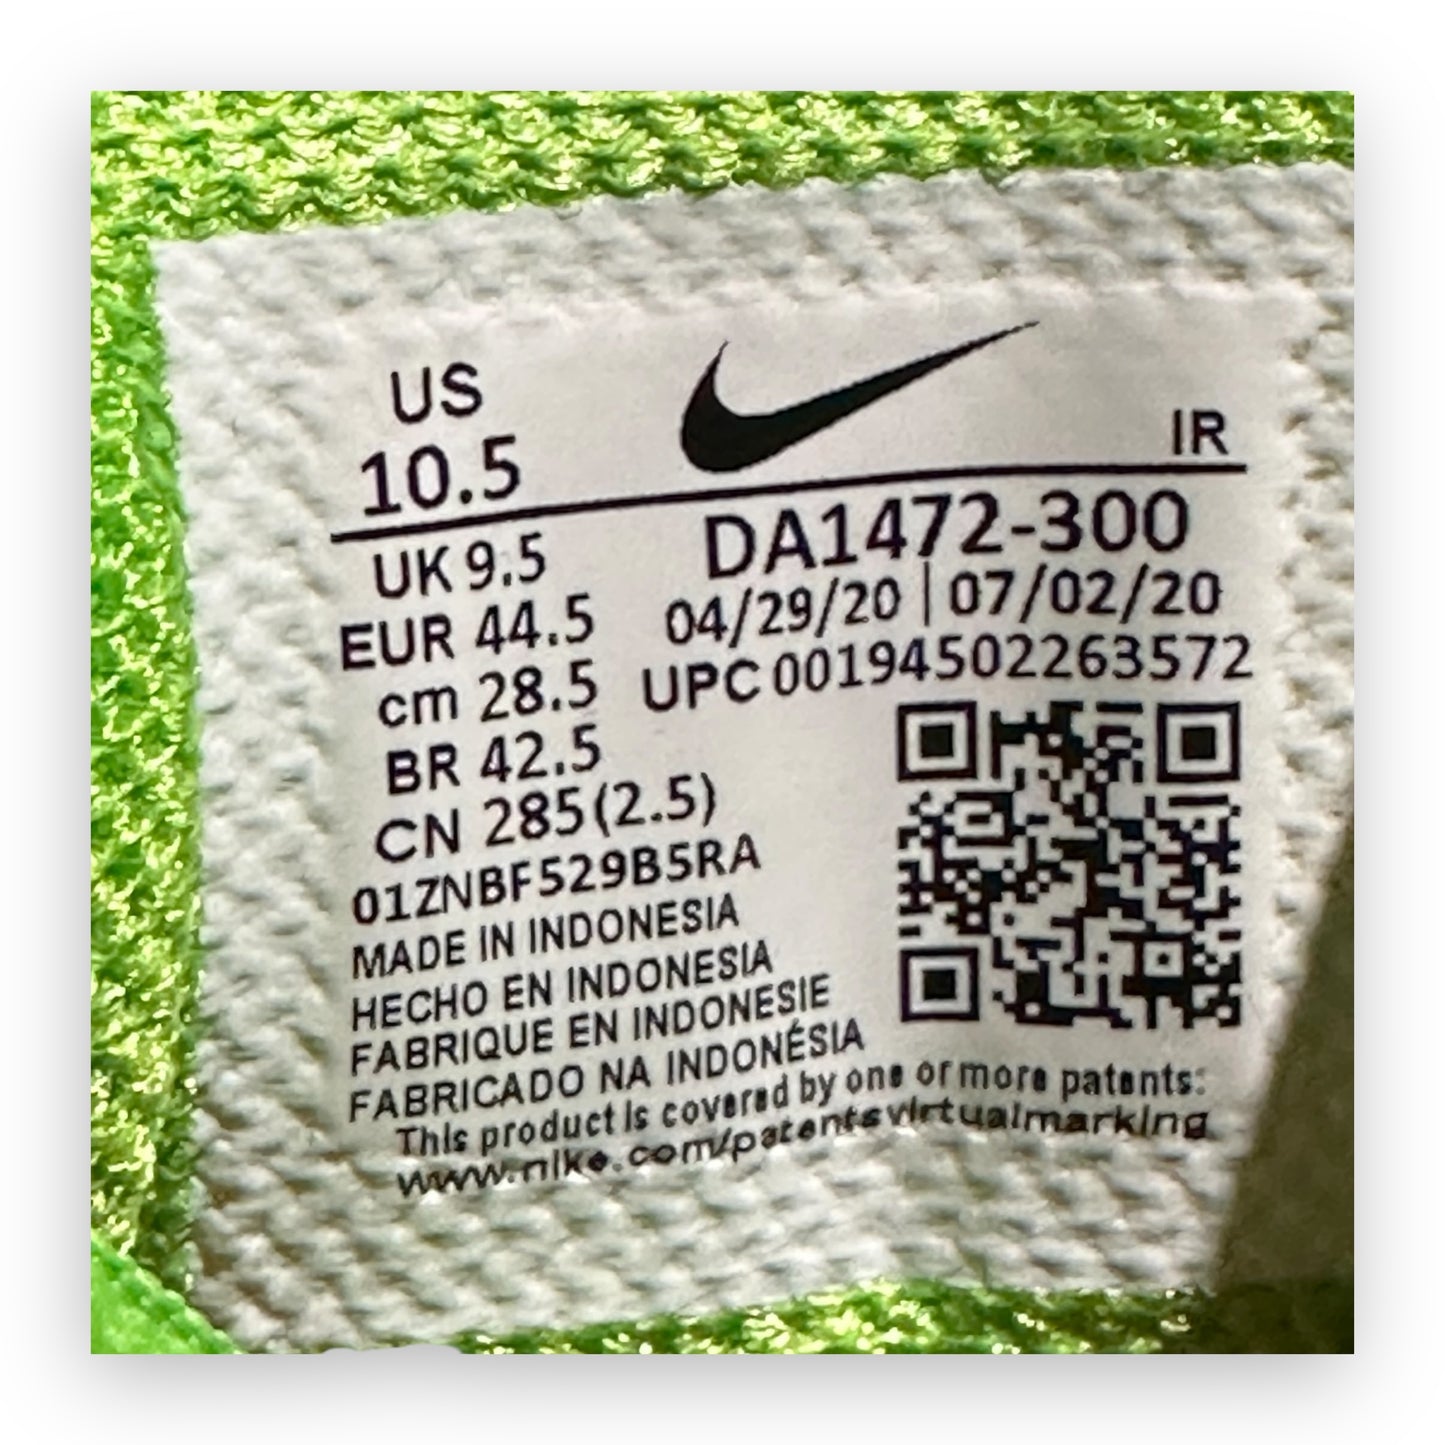 US
10.5
IR
UK 9.5
EUR 44.5
cm 28.5
BR 42.5
CN 285(2.5)
DA1472-300
04/29/20 | 07/02/20
UPC 00194502263572
01ZNBF529B5RA
MADE IN INDONESIA
HECHO EN INDONESIA
FABRIQUE EN INDONESIE
FABRICADO NA INDONÉSIA
This product is covered by one or more patents:
www.nike.com/patentsvirtualmarking